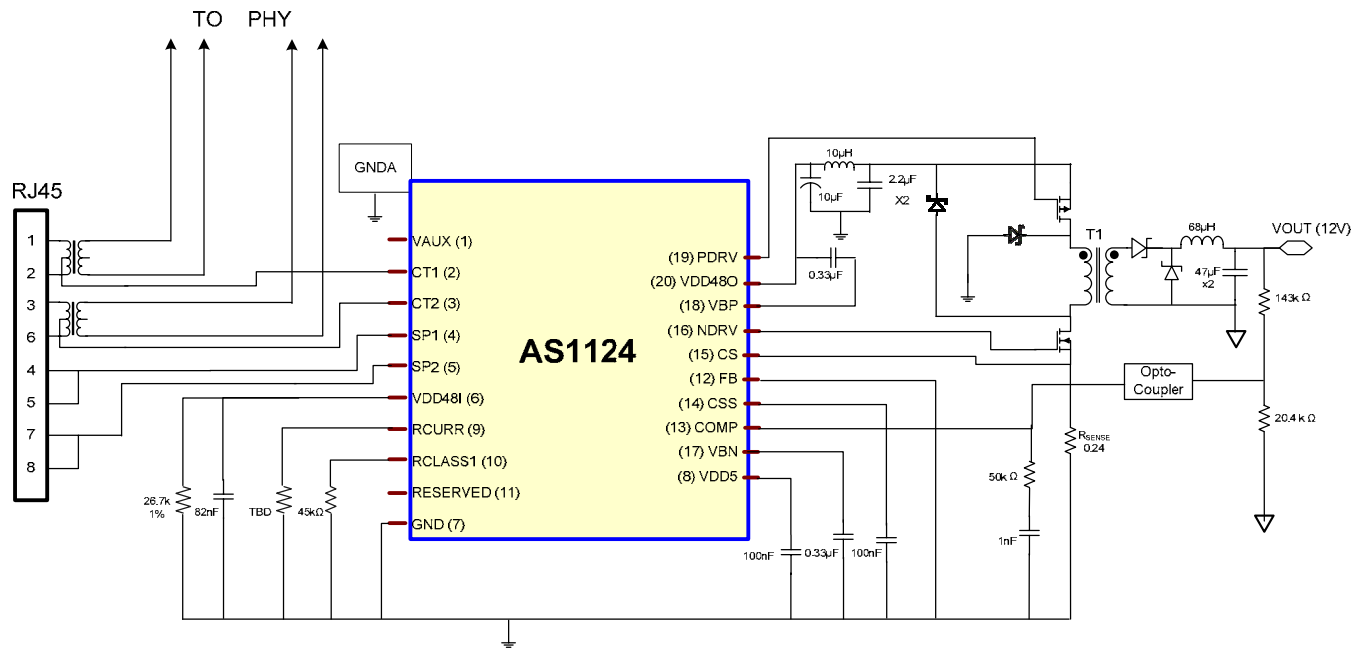 TO PHY
RJ45
1
2
3
6
4
5
7
8
GNDA
AS1124
VAUX (1)
CT1 (2)
CT2 (3)
SP1 (4)
SP2 (5)
VDD48I (6)
RCURR (9)
RCLASS1 (10)
RESERVED (11)
GND (7)
(19) PDRV
(20) VDD48O
(18) VBP
(16) NDRV
(15) CS
(12) FB
(14) CSS
(13) COMP
(17) VBN
(8) VDD5
26.7k
1%
82nF
TBD
45kΩ
10µH
10µF
2.2µF
X2
0.33µF
T1
68µH
47µF
x2
VOUT (12V)
143k Ω
Opto-
Coupler
20.4k Ω
RSENSE
0.24
50k Ω
1nF
100nF
0.33µF
100nF